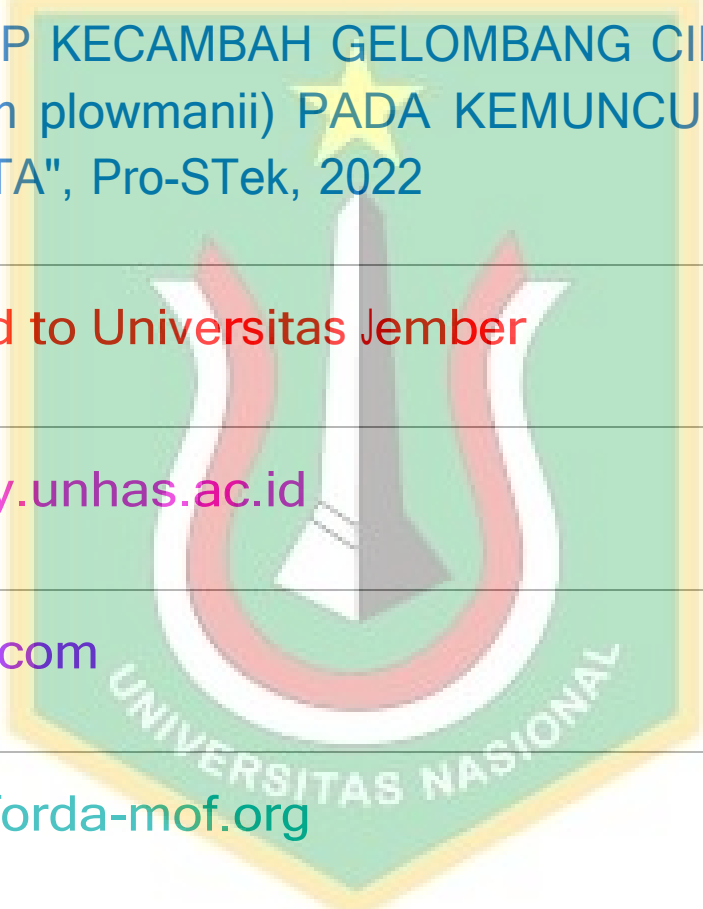 P KECAMBAH GELOMBANG CI
plowmanii) PADA KEMUNCU
TA", Pro-STek, 2022
d to Universitas Jember
y.unhas.ac.id
com
forda-mof.org
UNIVERSITAS NASIONAL